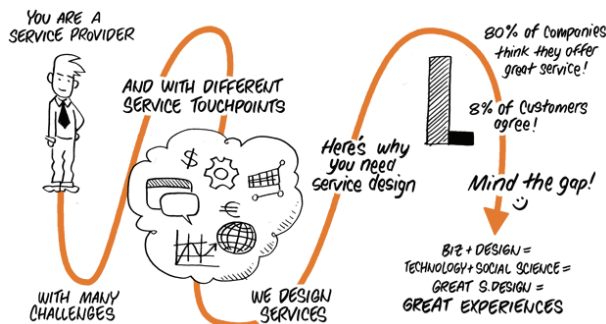 YOU ARE A
SERVICE PROVIDER
WITH MANY
CHALLENGES
AND WITH DIFFERENT
SERVICE TOUCHPOINTS
$
€
WE DESIGN
SERVICES
Here's why
you need
service design
80% of Companies
think they offer
great service!
8% of Customers
agree!
Mind the gap!
BIZ + DESIGN =
TECHNOLOGY + SOCIAL SCIENCE =
GREAT S.DESIGN =
GREAT EXPERIENCES